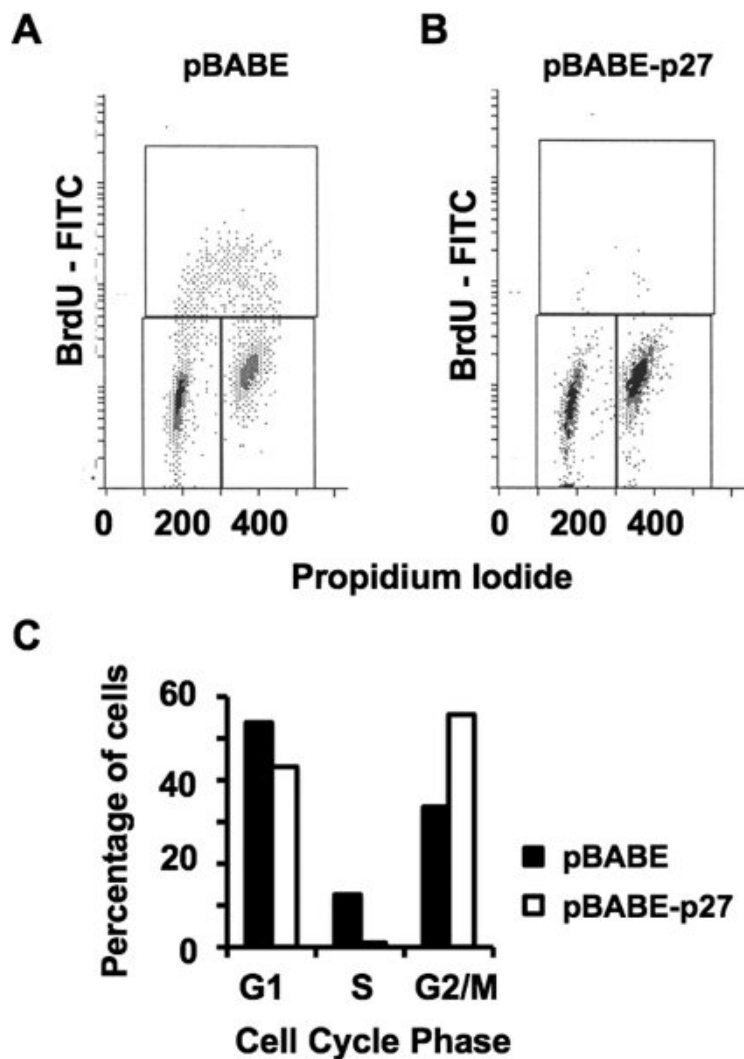 A
B
pBABE
pBABE-p27
BrdU - FITC
BrdU - FITC
0 200 400
0 200 400
Propidium Iodide
C
Percentage of cells
60
40
20
0
G1 S G2/M
Cell Cycle Phase
pBABE
pBABE-p27